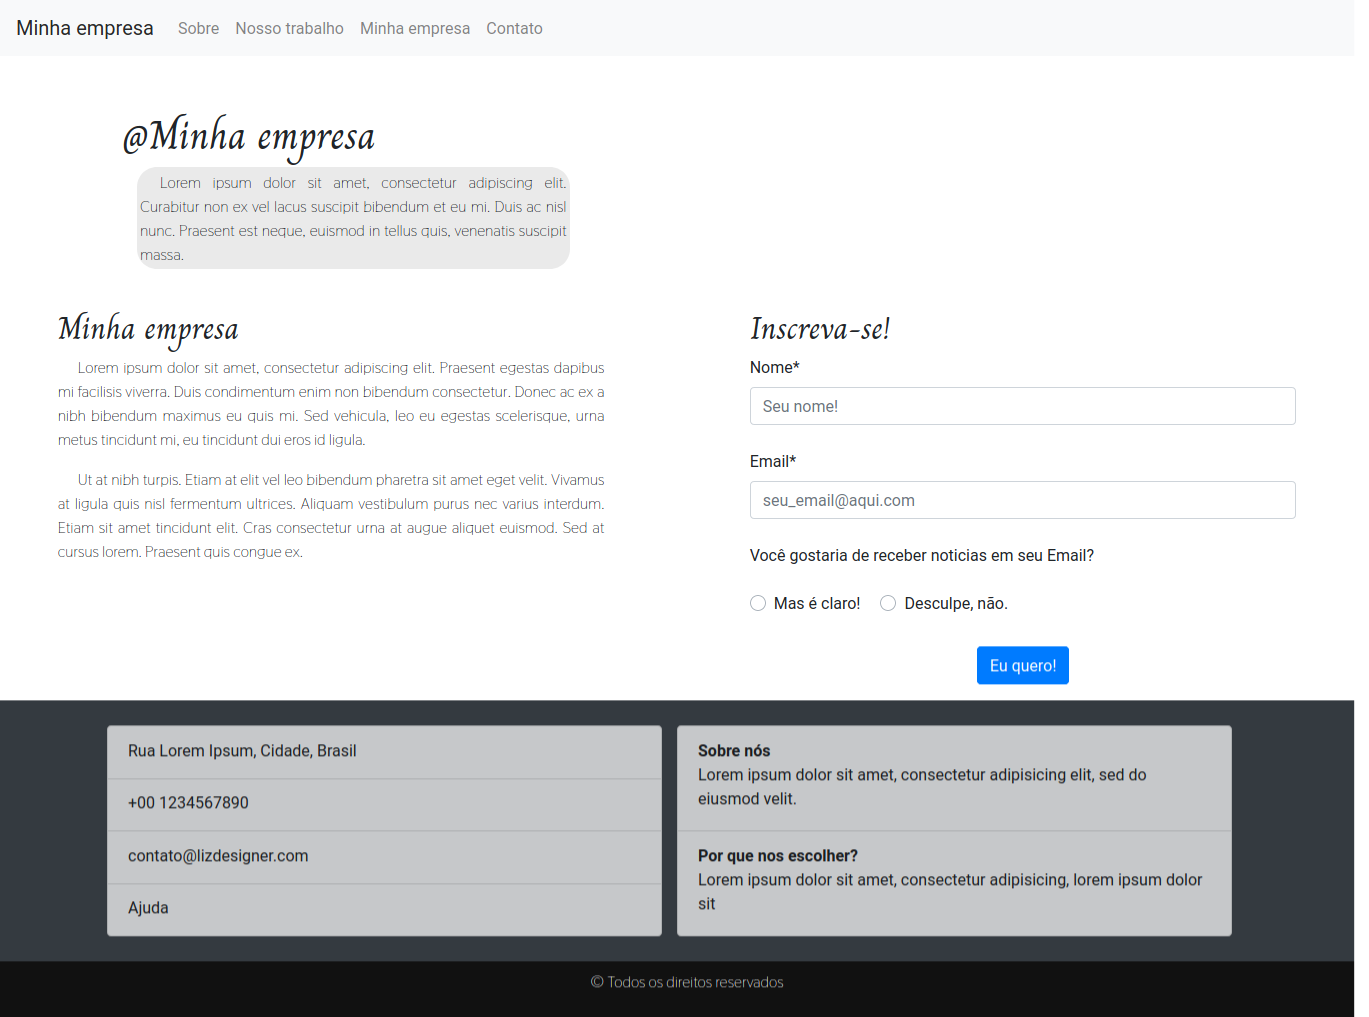 Minha empresa Sobre Nosso trabalho Minha empresa Contato
@Minha empresa
Lorem ipsum dolor sit amet, consectetur adipiscing elit.
Curabitur non ex vel lacus suscipit bibendum et eu mi. Duis ac nisl
nunc. Praesent est neque, euismod in tellus quis, venenatis suscipit
massa.
Minha empresa
Lorem ipsum dolor sit amet, consectetur adipiscing elit. Praesent egestas dapibus
mi facilisis viverra. Duis condimentum enim non bibendum consectetur. Donec ac ex a
nibh bibendum maximus eu quis mi. Sed vehicula, leo eu egestas scelerisque, urna
metus tincidunt mi, eu tincidunt dui eros id ligula.
Ut at nibh turpis. Etiam at elit vel leo bibendum pharetra sit amet eget velit. Vivamus
at ligula quis nisl fermentum ultrices. Aliquam vestibulum purus nec varius interdum.
Etiam sit amet tincidunt elit. Cras consectetur urna at augue aliquet euismod. Sed at
cursus lorem. Praesent quis congue ex.
Inscreva-se!
Nome*
Seu nome!
Email*
seu_email@aqui.com
Você gostaria de receber noticias em seu Email?
Mas é claro! Desculpe, não.
Eu quero!
Rua Lorem Ipsum, Cidade, Brasil
+00 1234567890
contato@lizdesigner.com
Ajuda
Sobre nós
Lorem ipsum dolor sit amet, consectetur adipisicing elit, sed do
eiusmod velit.
Por que nos escolher?
Lorem ipsum dolor sit amet, consectetur adipisicing, lorem ipsum dolor
sit
© Todos os direitos reservados